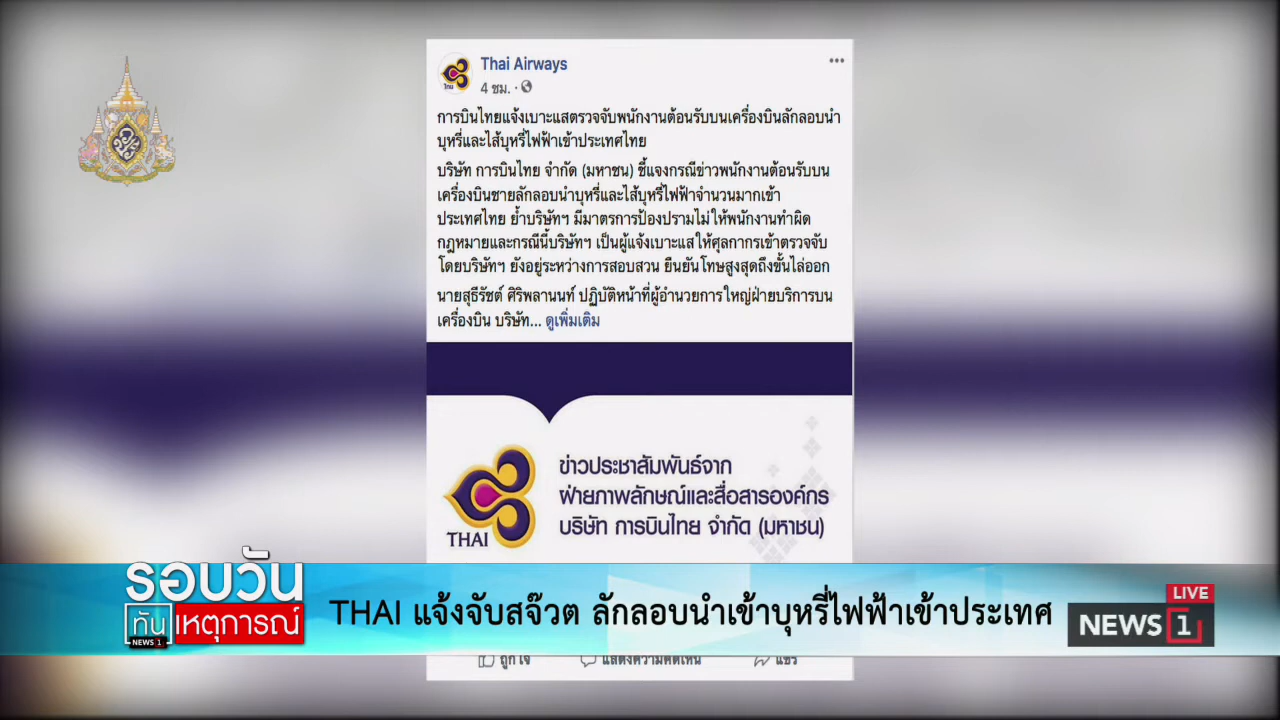 Thai Airways
4 ชม. ·
การบินไทยแจ้งเบาะแสตรวจจับพนักงานต้อนรับบนเครื่องบินลักลอบนำ
บุหรี่และไส้บุหรี่ไฟฟ้าเข้าประเทศไทย
บริษัท การบินไทย จำกัด (มหาชน) ชี้แจงกรณีข่าวพนักงานต้อนรับบน
เครื่องบินชายลักลอบนำบุหรี่และไส้บุหรี่ไฟฟ้าจำนวนมากเข้า
ประเทศไทย ย้ำบริษัทฯ มีมาตรการป้องปรามไม่ให้พนักงานทำผิด
กฎหมายและกรณีนี้บริษัทฯ เป็นผู้แจ้งเบาะแสให้ศุลกากรเข้าตรวจจับ
โดยบริษัทฯ ยังอยู่ระหว่างการสอบสวน ยืนยันโทษสูงสุดถึงขั้นไล่ออก
นายสุธีรัชต์ ศิริพลานนท์ ปฏิบัติหน้าที่ผู้อำนวยการใหญ่ฝ่ายบริการบน
เครื่องบิน บริษัท... ดูเพิ่มเติม
ข่าวประชาสัมพันธ์จาก
ฝ่ายภาพลักษณ์และสื่อสารองค์กร
บริษัท การบินไทย จำกัด (มหาชน)
THAI
รอบวัน
ทัน เหตุการณ์
NEWS 1
THAI แจ้งจับสจ๊วต ลักลอบนำเข้าบุหรี่ไฟฟ้าเข้าประเทศ
LIVE
NEWS 1
ถูกใจ แสดงความคิดเห็น แชร์